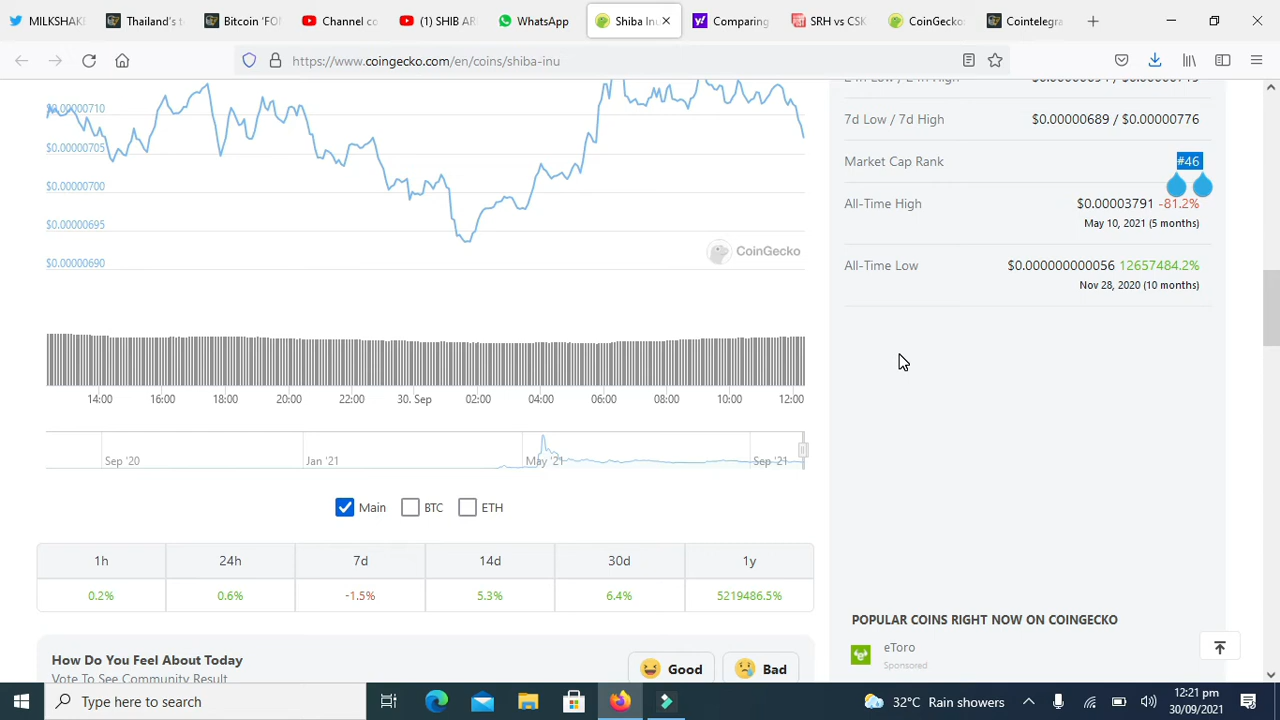 MILKSHAKE
Thailand's t
Bitcoin 'FOM
Channel co
(1) SHIB AR
WhatsApp
Shiba Inu
Comparing
SRH vs CSK
CoinGecko
Cointelegra
https://www.coingecko.com/en/coins/shiba-inu
$0.00000710
$0.00000705
$0.00000700
$0.00000695
$0.00000690
CoinGecko
14:00 16:00 18:00 20:00 22:00 30. Sep 02:00 04:00 06:00 08:00 10:00 12:00
Sep '20 Jan '21 May '21 Sep '21
Main BTC ETH
1h 24h 7d 14d 30d 1y
0.2% 0.6% -1.5% 5.3% 6.4% 5219486.5%
How Do You Feel About Today
Vote To See Community Result
Good Bad
7d Low / 7d High $0.00000689 / $0.00000776
Market Cap Rank #46
All-Time High $0.00003791 -81.2%
May 10, 2021 (5 months)
All-Time Low $0.000000000056 12657484.2%
Nov 28, 2020 (10 months)
POPULAR COINS RIGHT NOW ON COINGECKO
eToro
Sponsored
Type here to search
32°C Rain showers
12:21 pm
30/09/2021